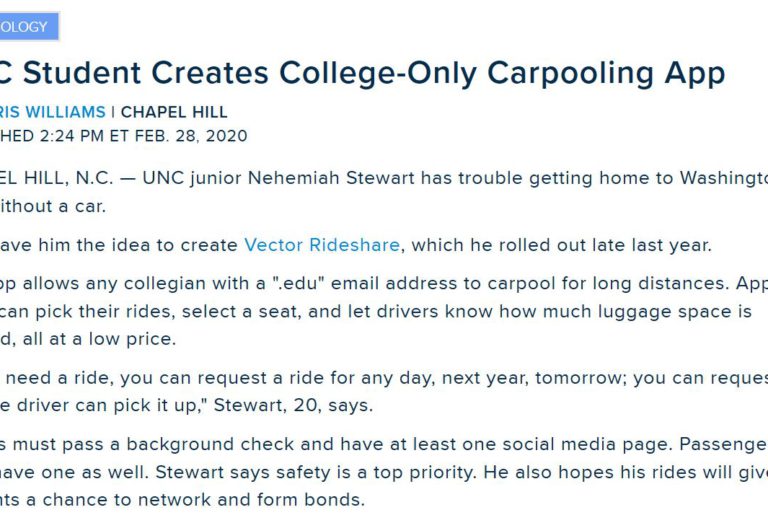 OLOGY
C Student Creates College-Only Carpooling App
RIS WILLIAMS | CHAPEL HILL
HED 2:24 PM ET FEB. 28, 2020
EL HILL, N.C. — UNC junior Nehemiah Stewart has trouble getting home to Washingto
ithout a car.
ave him the idea to create Vector Rideshare, which he rolled out late last year.
pp allows any collegian with a ".edu" email address to carpool for long distances. App
can pick their rides, select a seat, and let drivers know how much luggage space is
d, all at a low price.
need a ride, you can request a ride for any day, next year, tomorrow; you can reques
e driver can pick it up," Stewart, 20, says.
s must pass a background check and have at least one social media page. Passenge
have one as well. Stewart says safety is a top priority. He also hopes his rides will give
nts a chance to network and form bonds.